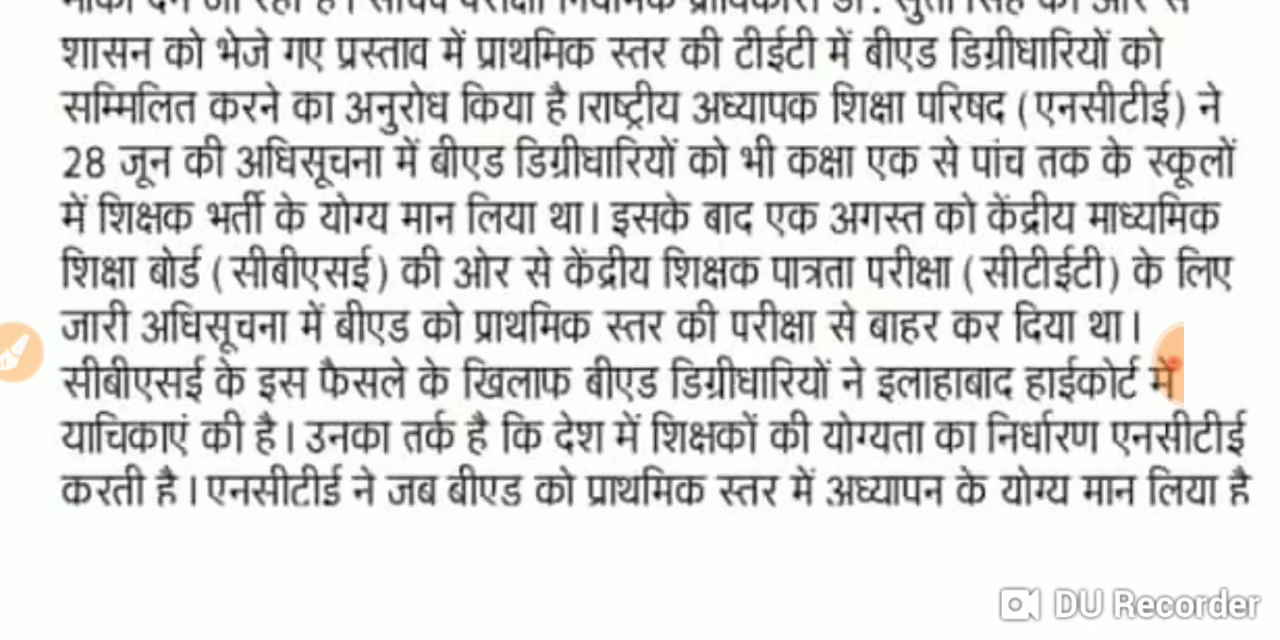 शासन को भेजे गए प्रस्ताव में प्राथमिक स्तर की टीईटी में बीएड डिग्रीधारियों को
सम्मिलित करने का अनुरोध किया है।राष्ट्रीय अध्यापक शिक्षा परिषद (एनसीटीई) ने
28 जून की अधिसूचना में बीएड डिग्रीधारियों को भी कक्षा एक से पांच तक के स्कूलों
में शिक्षक भर्ती के योग्य मान लिया था। इसके बाद एक अगस्त को केंद्रीय माध्यमिक
शिक्षा बोर्ड (सीबीएसई) की ओर से केंद्रीय शिक्षक पात्रता परीक्षा (सीटीईटी) के लिए
जारी अधिसूचना में बीएड को प्राथमिक स्तर की परीक्षा से बाहर कर दिया था।
सीबीएसई के इस फैसले के खिलाफ बीएड डिग्रीधारियों ने इलाहाबाद हाईकोर्ट में
याचिकाएं की है। उनका तर्क है कि देश में शिक्षकों की योग्यता का निर्धारण एनसीटीई
करती है। एनसीटीई ने जब बीएड को प्राथमिक स्तर में अध्यापन के योग्य मान लिया है
DU Recorder